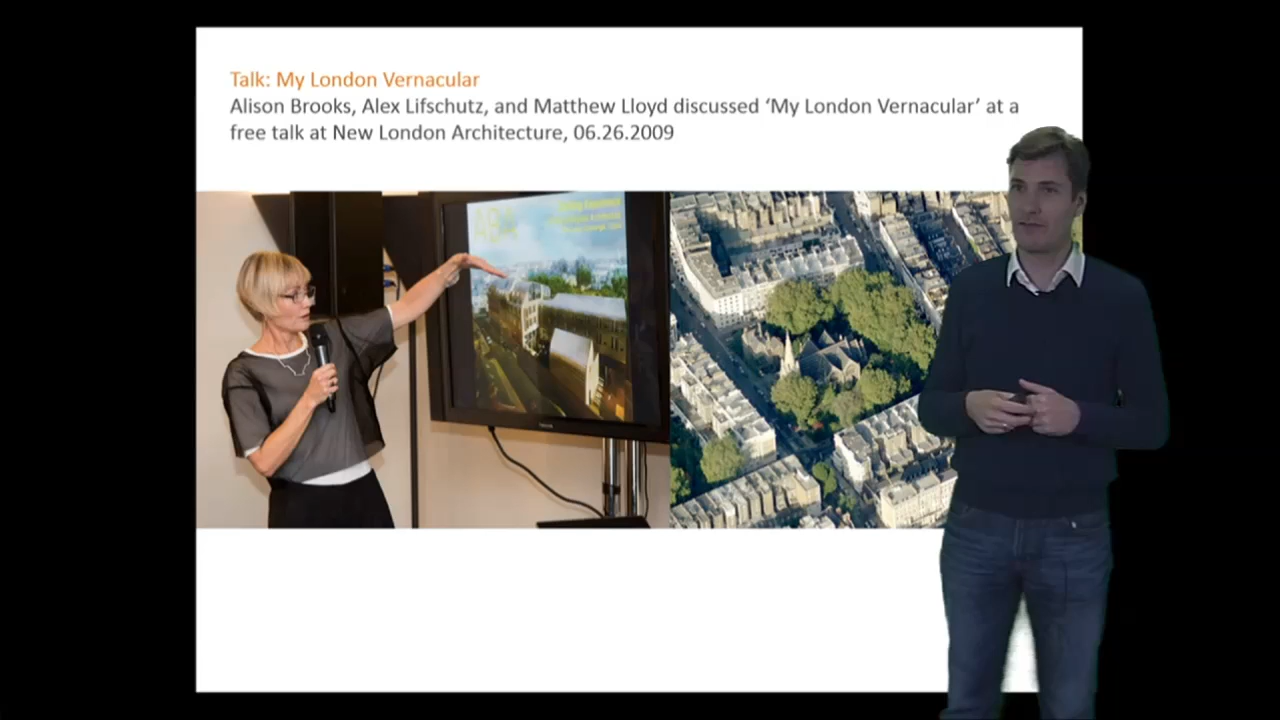 Talk: My London Vernacular
Alison Brooks, Alex Lifschutz, and Matthew Lloyd discussed ‘My London Vernacular’ at a
free talk at New London Architecture, 06.26.2009